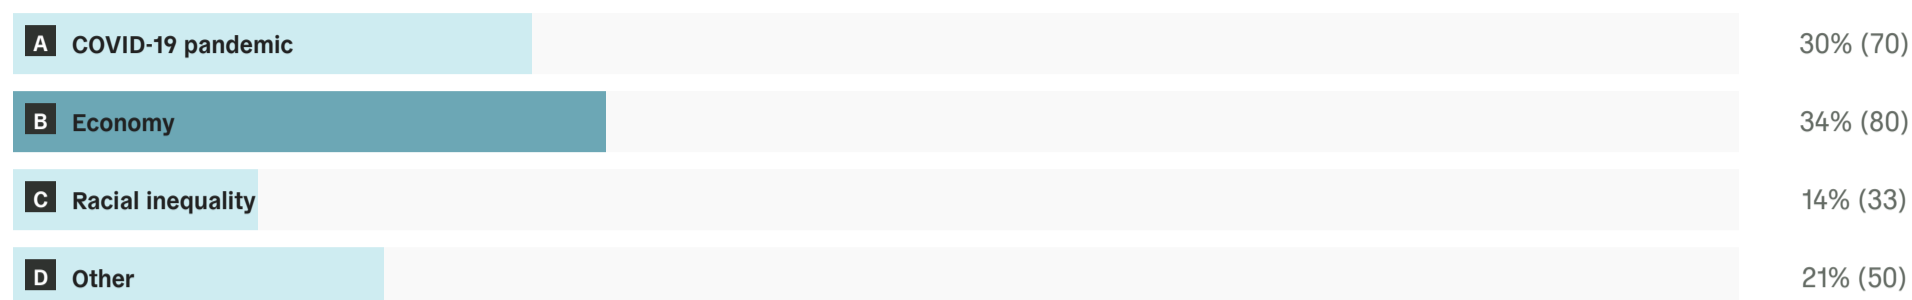 A COVID-19 pandemic 30% (70)
B Economy 34% (80)
C Racial inequality 14% (33)
D Other 21% (50)